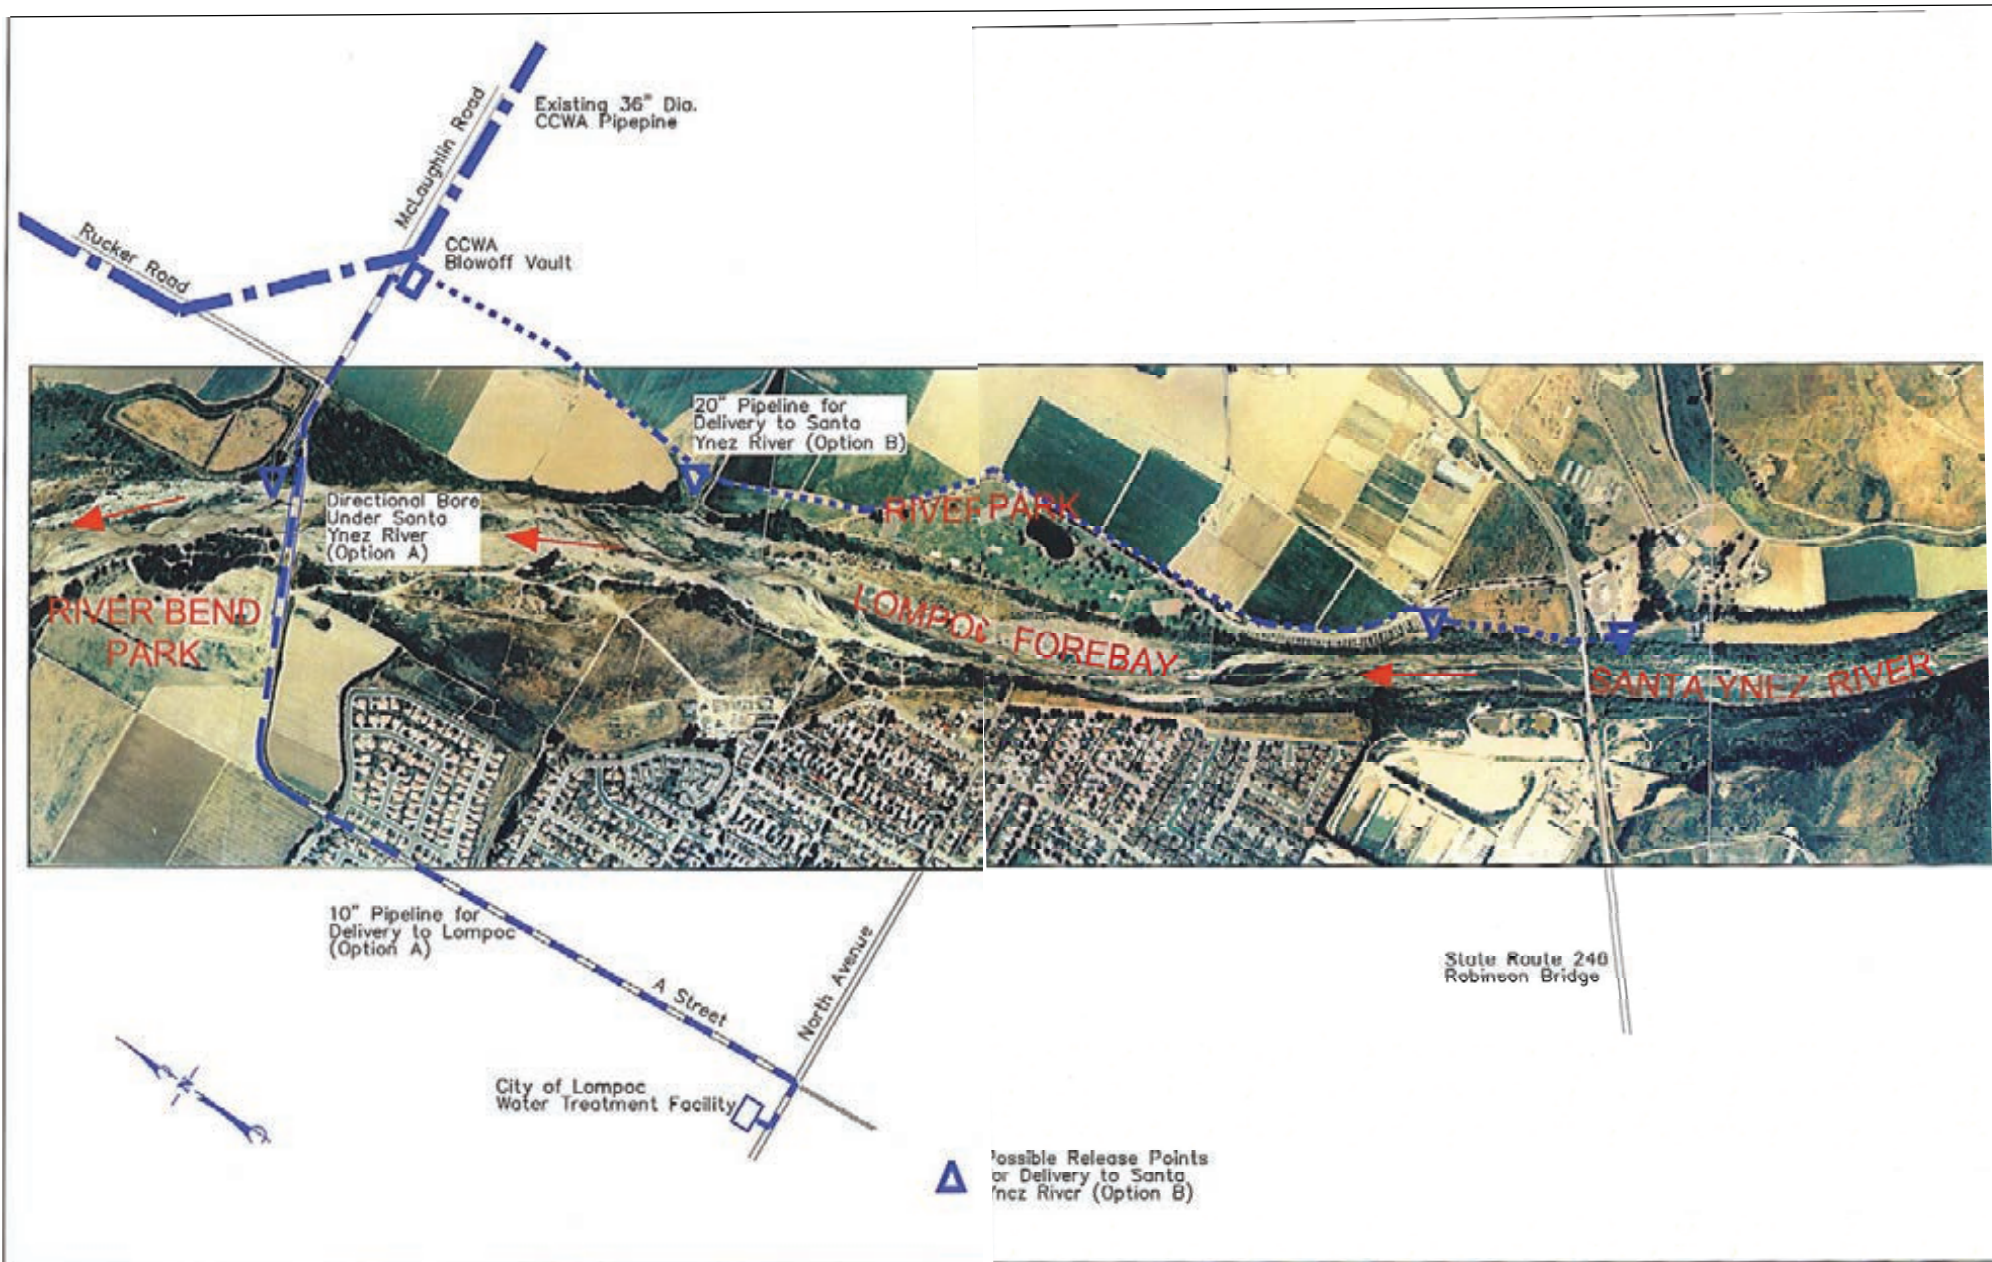 Existing 36" Dia.
CCWA Pipepine
McLaughlin Road
Rucker Road
CCWA
Blowoff Vault
20" Pipeline for
Delivery to Santa
Ynez River (Option B)
Directional Bore
Under Santa
Ynez River
(Option A)
RIVER PARK
RIVER BEND
PARK
LOMPOC FOREBAY
SANTA YNEZ RIVER
10" Pipeline for
Delivery to Lompoc
(Option A)
A Street
North Avenue
State Route 246
Robinson Bridge
N
City of Lompoc
Water Treatment Facility
Possible Release Points
for Delivery to Santa
Ynez River (Option B)